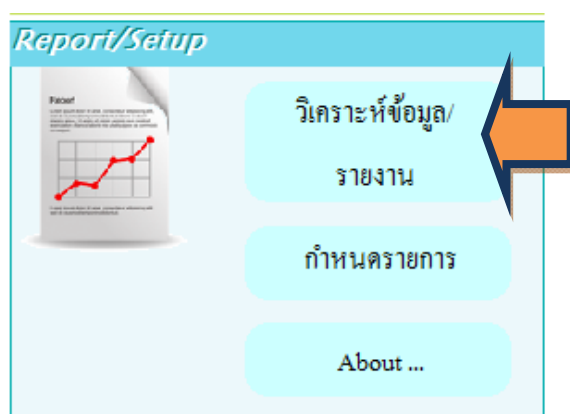 Report/Setup
วิเคราะห์ข้อมูล/
รายงาน
กำหนดรายการ
About ...